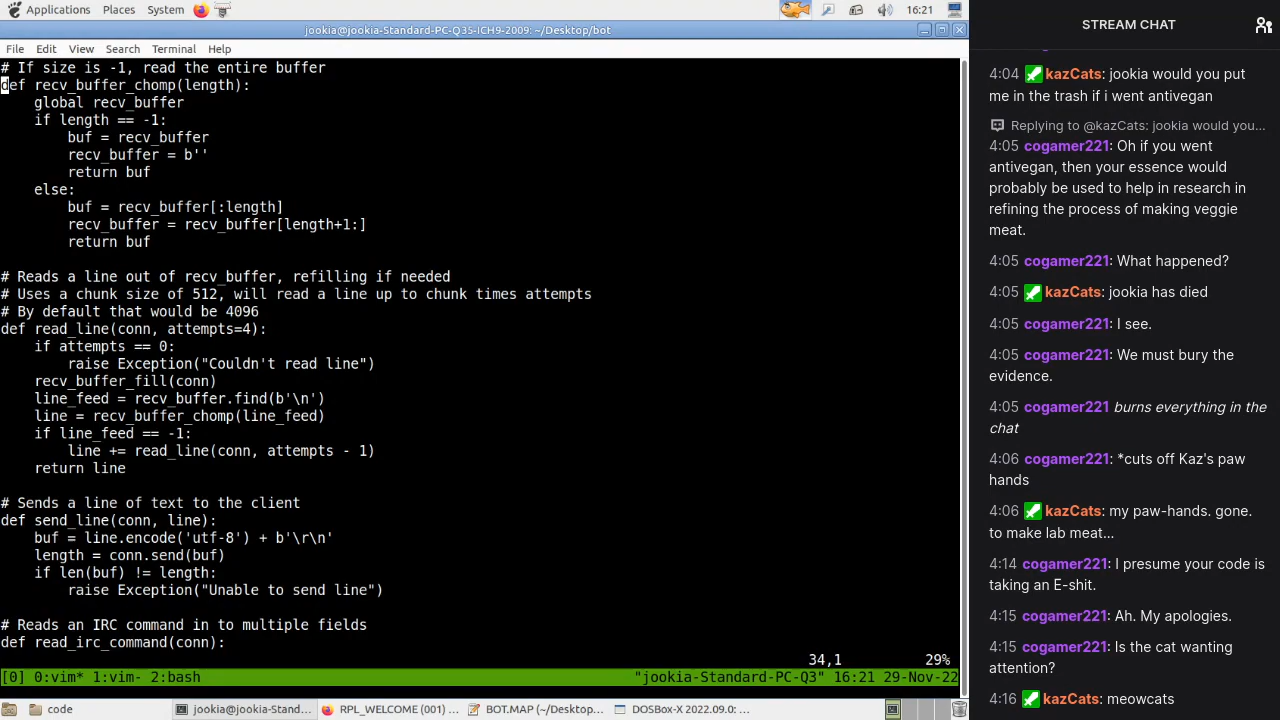 Applications Places System 16:21
jookia@jookia-Standard-PC-Q35-ICH9-2009: ~/Desktop/bot
File Edit View Search Terminal Help
# If size is -1, read the entire buffer
def recv_buffer_chomp(length):
    global recv_buffer
    if length == -1:
        buf = recv_buffer
        recv_buffer = b''
        return buf
    else:
        buf = recv_buffer[:length]
        recv_buffer = recv_buffer[length+1:]
        return buf
# Reads a line out of recv_buffer, refilling if needed
# Uses a chunk size of 512, will read a line up to chunk times attempts
# By default that would be 4096
def read_line(conn, attempts=4):
    if attempts == 0:
        raise Exception("Couldn't read line")
    recv_buffer_fill(conn)
    line_feed = recv_buffer.find(b'\n')
    line = recv_buffer_chomp(line_feed)
    if line_feed == -1:
        line += read_line(conn, attempts - 1)
    return line
# Sends a line of text to the client
def send_line(conn, line):
    buf = line.encode('utf-8') + b'\r\n'
    length = conn.send(buf)
    if len(buf) != length:
        raise Exception("Unable to send line")
# Reads an IRC command in to multiple fields
def read_irc_command(conn):
34,1 29%
[0] 0:vim* 1:vim- 2:bash "jookia-Standard-PC-Q3" 16:21 29-Nov-22
code jookia@jookia-Stand... BOT.MAP (~/Desktop... DOSBox-X 2022.09.0: ...
STREAM CHAT
4:04 kazCats: jookia would you put
me in the trash if i went antivegan
Replying to @kazCats: jookia would you...
4:05 cogamer221: Oh if you went
antivegan, then your essence would
probably be used to help in research in
refining the process of making veggie
meat.
4:05 cogamer221: What happened?
4:05 kazCats: jookia has died
4:05 cogamer221: I see.
4:05 cogamer221: We must bury the
evidence.
4:05 cogamer221 burns everything in the
chat
4:06 cogamer221: *cuts off Kaz's paw
hands
4:06 kazCats: my paw-hands. gone.
to make lab meat...
4:14 cogamer221: I presume your code is
taking an E-shit.
4:15 cogamer221: Ah. My apologies.
4:15 cogamer221: Is the cat wanting
attention?
4:16 kazCats: meowcats